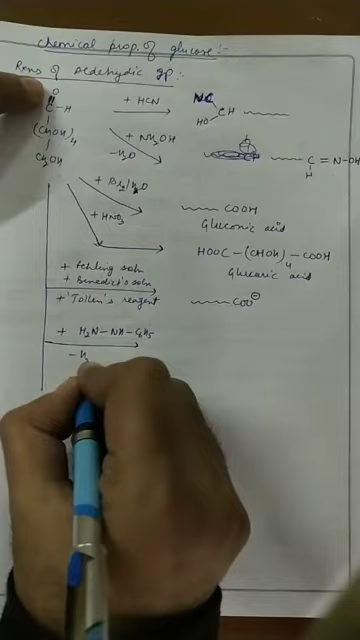 chemical prop. of glucose :-
Rxns of aldehydic gp :-
O
C - H
(CHOH)4
CH2OH
+ HCN
NC
CH
HO
+ NH2OH
- H2O
C = N - OH
H
+ Br2/H2O
COOH
Gluconic acid
+ HNO3
HOOC - (CHOH)4 - COOH
Glucaric acid
+ Fehling soln
+ Benedict's soln
+ Tollen's reagent
COO⊖
+ H2N - NH - C6H5
- H